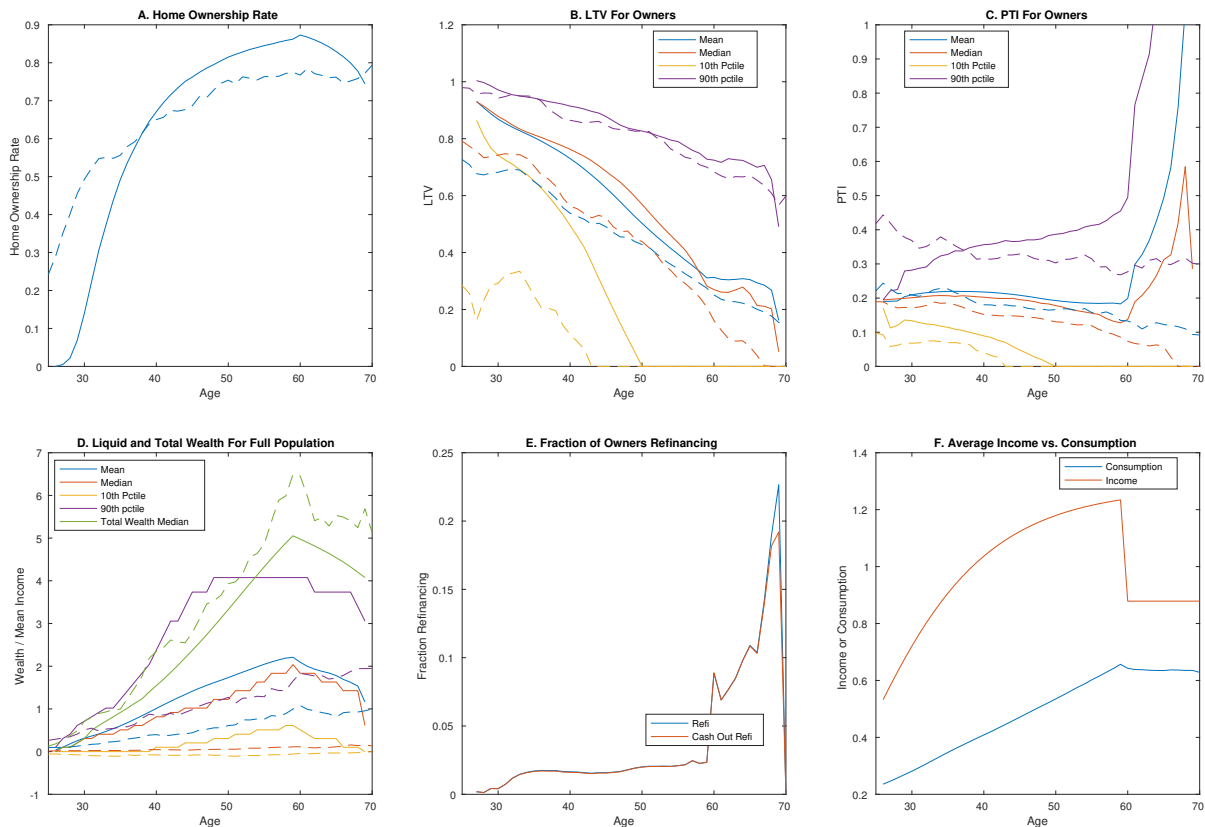 A. Home Ownership Rate
0.9
0.8
0.7
0.6
0.5
0.4
0.3
0.2
0.1
0
30
40
50
60
70
Home Ownership Rate
Age
B. LTV For Owners
Mean
Median
10th Pctile
90th pctile
1.2
1
0.8
0.6
0.4
0.2
0
30
40
50
60
70
LTV
Age
C. PTI For Owners
Mean
Median
10th Pctile
90th pctile
1
0.9
0.8
0.7
0.6
0.5
0.4
0.3
0.2
0.1
0
30
40
50
60
70
PTI
Age
D. Liquid and Total Wealth For Full Population
Mean
Median
10th Pctile
90th pctile
Total Wealth Median
7
6
5
4
3
2
1
0
-1
30
40
50
60
70
Wealth / Mean Income
Age
E. Fraction of Owners Refinancing
0.25
0.2
0.15
0.1
0.05
0
Refi
Cash Out Refi
30
40
50
60
70
Fraction Refinancing
Age
F. Average Income vs. Consumption
Consumption
Income
1.4
1.2
1
0.8
0.6
0.4
0.2
30
40
50
60
70
Income or Consumption
Age